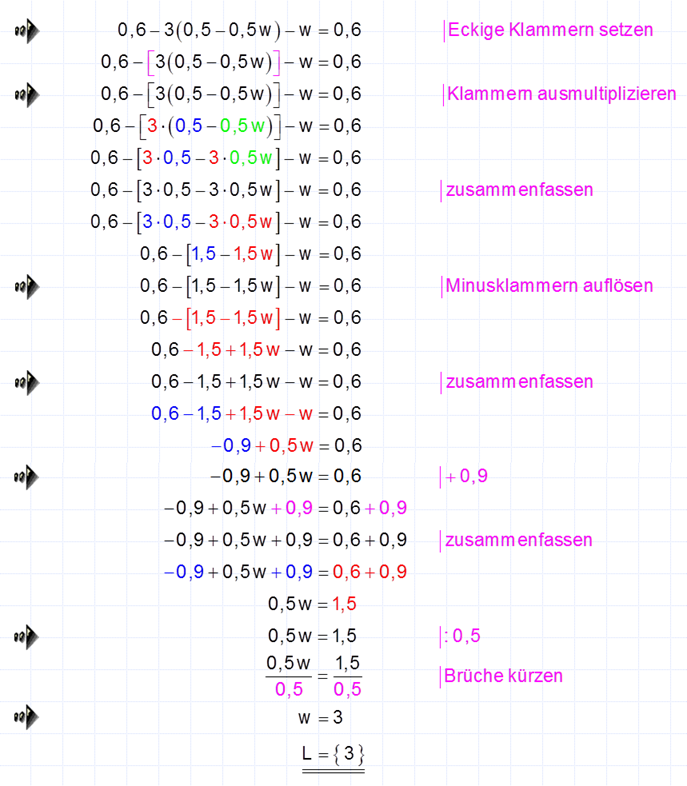 0,6 – 3(0,5 – 0,5w) – w = 0,6 |Eckige Klammern setzen
0,6 – [3(0,5 – 0,5w)] – w = 0,6
0,6 – [3(0,5 – 0,5w)] – w = 0,6 |Klammern ausmultiplizieren
0,6 – [3·(0,5 – 0,5w)] – w = 0,6
0,6 – [3·0,5 – 3·0,5w] – w = 0,6
0,6 – [3·0,5 – 3·0,5w] – w = 0,6 |zusammenfassen
0,6 – [3·0,5 – 3·0,5w] – w = 0,6
0,6 – [1,5 – 1,5w] – w = 0,6
0,6 – [1,5 – 1,5w] – w = 0,6 |Minusklammern auflösen
0,6 – [1,5 – 1,5w] – w = 0,6
0,6 – 1,5 + 1,5w – w = 0,6
0,6 – 1,5 + 1,5w – w = 0,6 |zusammenfassen
0,6 – 1,5 + 1,5w – w = 0,6
–0,9 + 0,5w = 0,6
–0,9 + 0,5w = 0,6 |+ 0,9
–0,9 + 0,5w + 0,9 = 0,6 + 0,9
–0,9 + 0,5w + 0,9 = 0,6 + 0,9 |zusammenfassen
–0,9 + 0,5w + 0,9 = 0,6 + 0,9
0,5w = 1,5
0,5w = 1,5 |: 0,5
0,5w / 0,5 = 1,5 / 0,5 |Brüche kürzen
w = 3
L = {3}